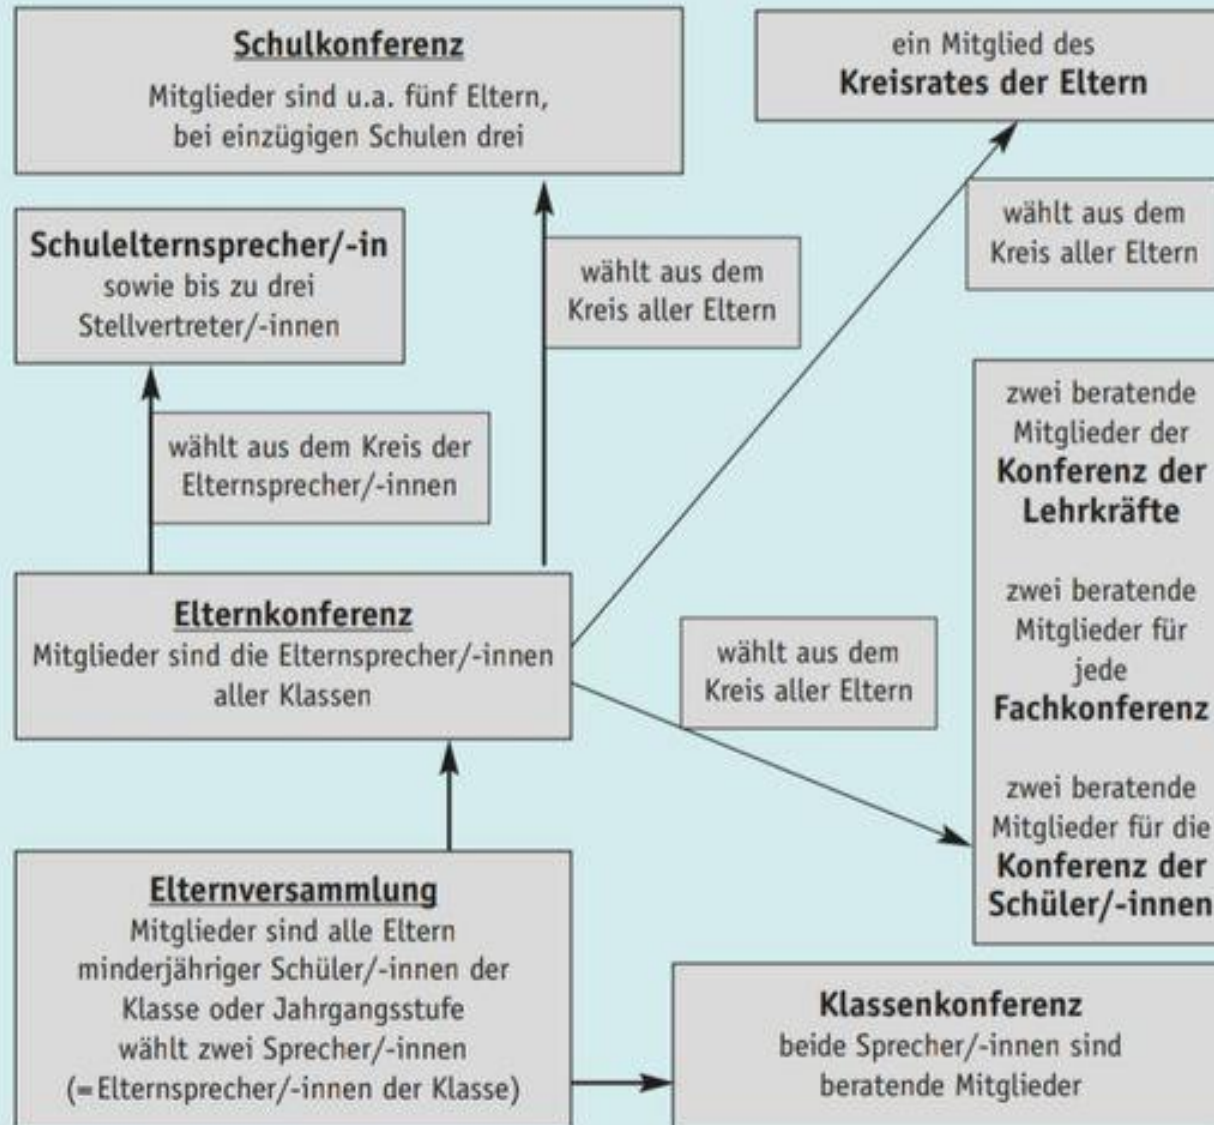 Schulkonferenz
Mitglieder sind u.a. fünf Eltern,
bei einzügigen Schulen drei
ein Mitglied des
Kreisrates der Eltern
wählt aus dem
Kreis aller Eltern
Schulelternsprecher/-in
sowie bis zu drei
Stellvertreter/-innen
wählt aus dem
Kreis aller Eltern
wählt aus dem Kreis der
Elternsprecher/-innen
zwei beratende
Mitglieder der
Konferenz der
Lehrkräfte
zwei beratende
Mitglieder für
jede
Fachkonferenz
zwei beratende
Mitglieder für die
Konferenz der
Schüler/-innen
Elternkonferenz
Mitglieder sind die Elternsprecher/-innen
aller Klassen
wählt aus dem
Kreis aller Eltern
Elternversammlung
Mitglieder sind alle Eltern
minderjähriger Schüler/-innen der
Klasse oder Jahrgangsstufe
wählt zwei Sprecher/-innen
(=Elternsprecher/-innen der Klasse)
Klassenkonferenz
beide Sprecher/-innen sind
beratende Mitglieder